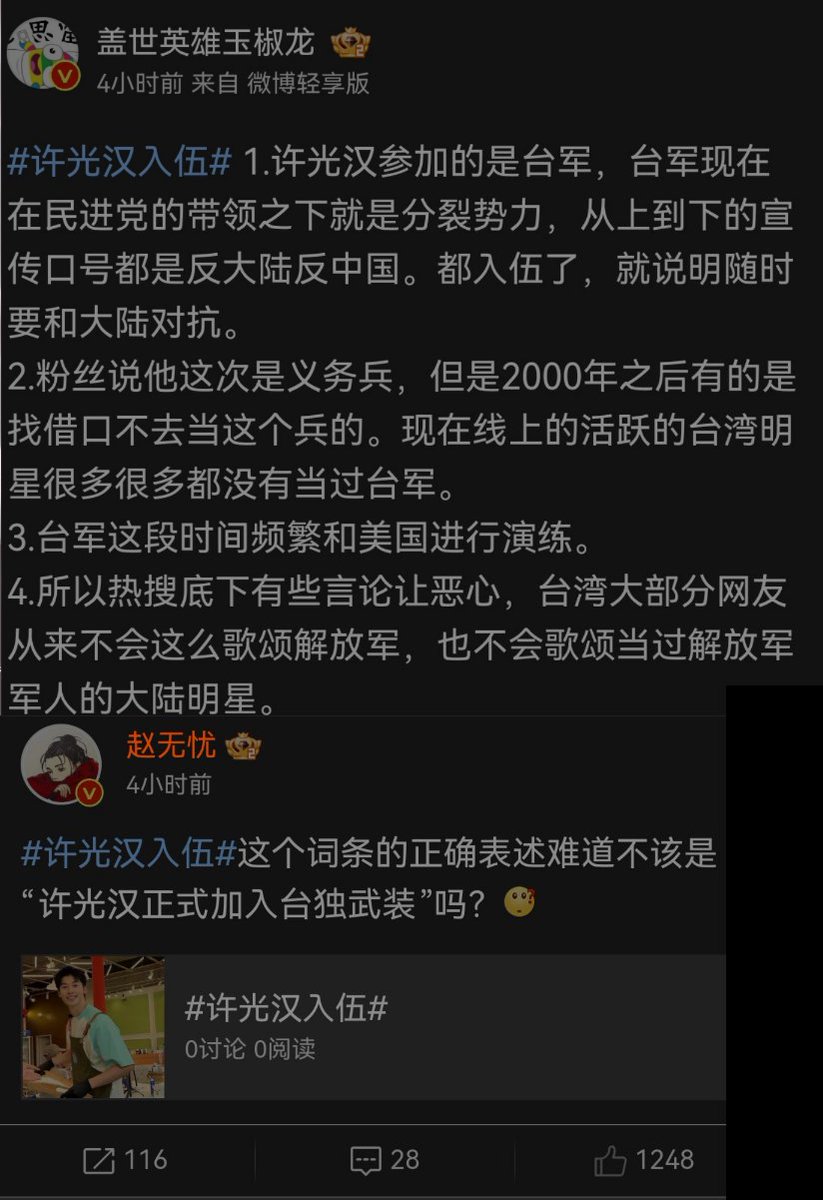 盖世英雄玉椒龙
4小时前 来自 微博轻享版
#许光汉入伍# 1.许光汉参加的是台军，台军现在
在民进党的带领之下就是分裂势力，从上到下的宣
传口号都是反大陆反中国。都入伍了，就说明随时
要和大陆对抗。
2.粉丝说他这次是义务兵，但是2000年之后有的是
找借口不去当这个兵的。现在线上的活跃的台湾明
星很多很多都没有当过台军。
3.台军这段时间频繁和美国进行演练。
4.所以热搜底下有些言论让恶心，台湾大部分网友
从来不会这么歌颂解放军，也不会歌颂当过解放军
军人的大陆明星。
赵无忧
4小时前
#许光汉入伍#这个词条的正确表述难道不该是
“许光汉正式加入台独武装”吗？
#许光汉入伍#
0讨论 0阅读
116
28
1248